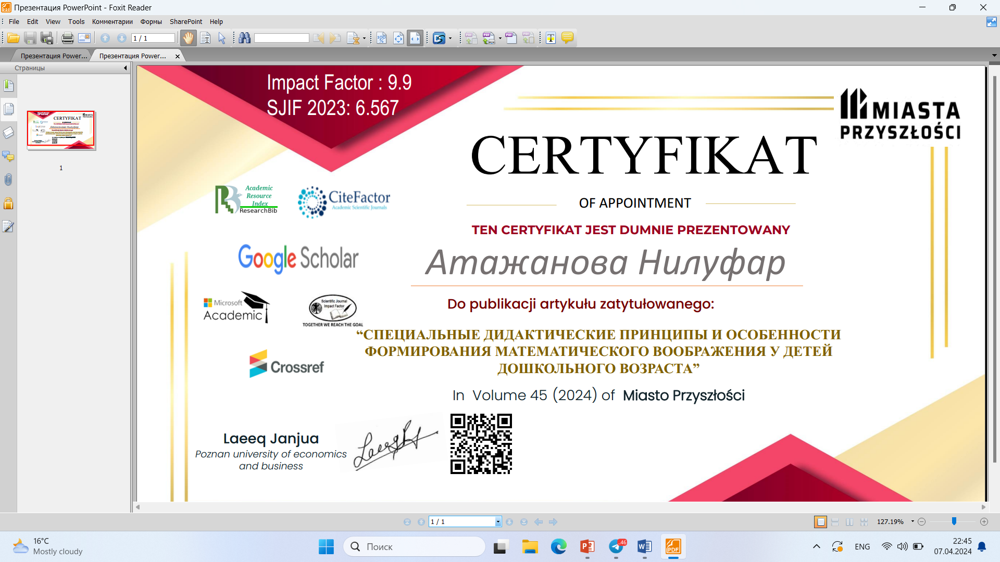 Презентация PowerPoint - Foxit Reader
File Edit View Tools Комментарии Формы SharePoint Help
1 / 1
Презентация Power...
Презентация Power...
Страницы
1
Impact Factor : 9.9
SJIF 2023: 6.567
MIASTA
PRZYSZŁOŚCI
CERTYFIKAT
OF APPOINTMENT
TEN CERTYFIKAT JEST DUMNIE PREZENTOWANY
Атажанова Нилуфар
Do publikacji artykułu zatytułowanego:
“СПЕЦИАЛЬНЫЕ ДИДАКТИЧЕСКИЕ ПРИНЦИПЫ И ОСОБЕННОСТИ
ФОРМИРОВАНИЯ МАТЕМАТИЧЕСКОГО ВООБРАЖЕНИЯ У ДЕТЕЙ
ДОШКОЛЬНОГО ВОЗРАСТА”
In Volume 45 (2024) of Miasto Przyszłości
Academic
Resource
Index
ResearchBib
CiteFactor
Academic Scientific Journals
Google Scholar
Microsoft
Academic
Scientific Journal
Impact Factor
TOGETHER WE REACH THE GOAL
Crossref
Laeeq Janjua
Poznan university of economics
and business
1 / 1
127.19%
16°C
Mostly cloudy
Поиск
46
ENG
22:45
07.04.2024